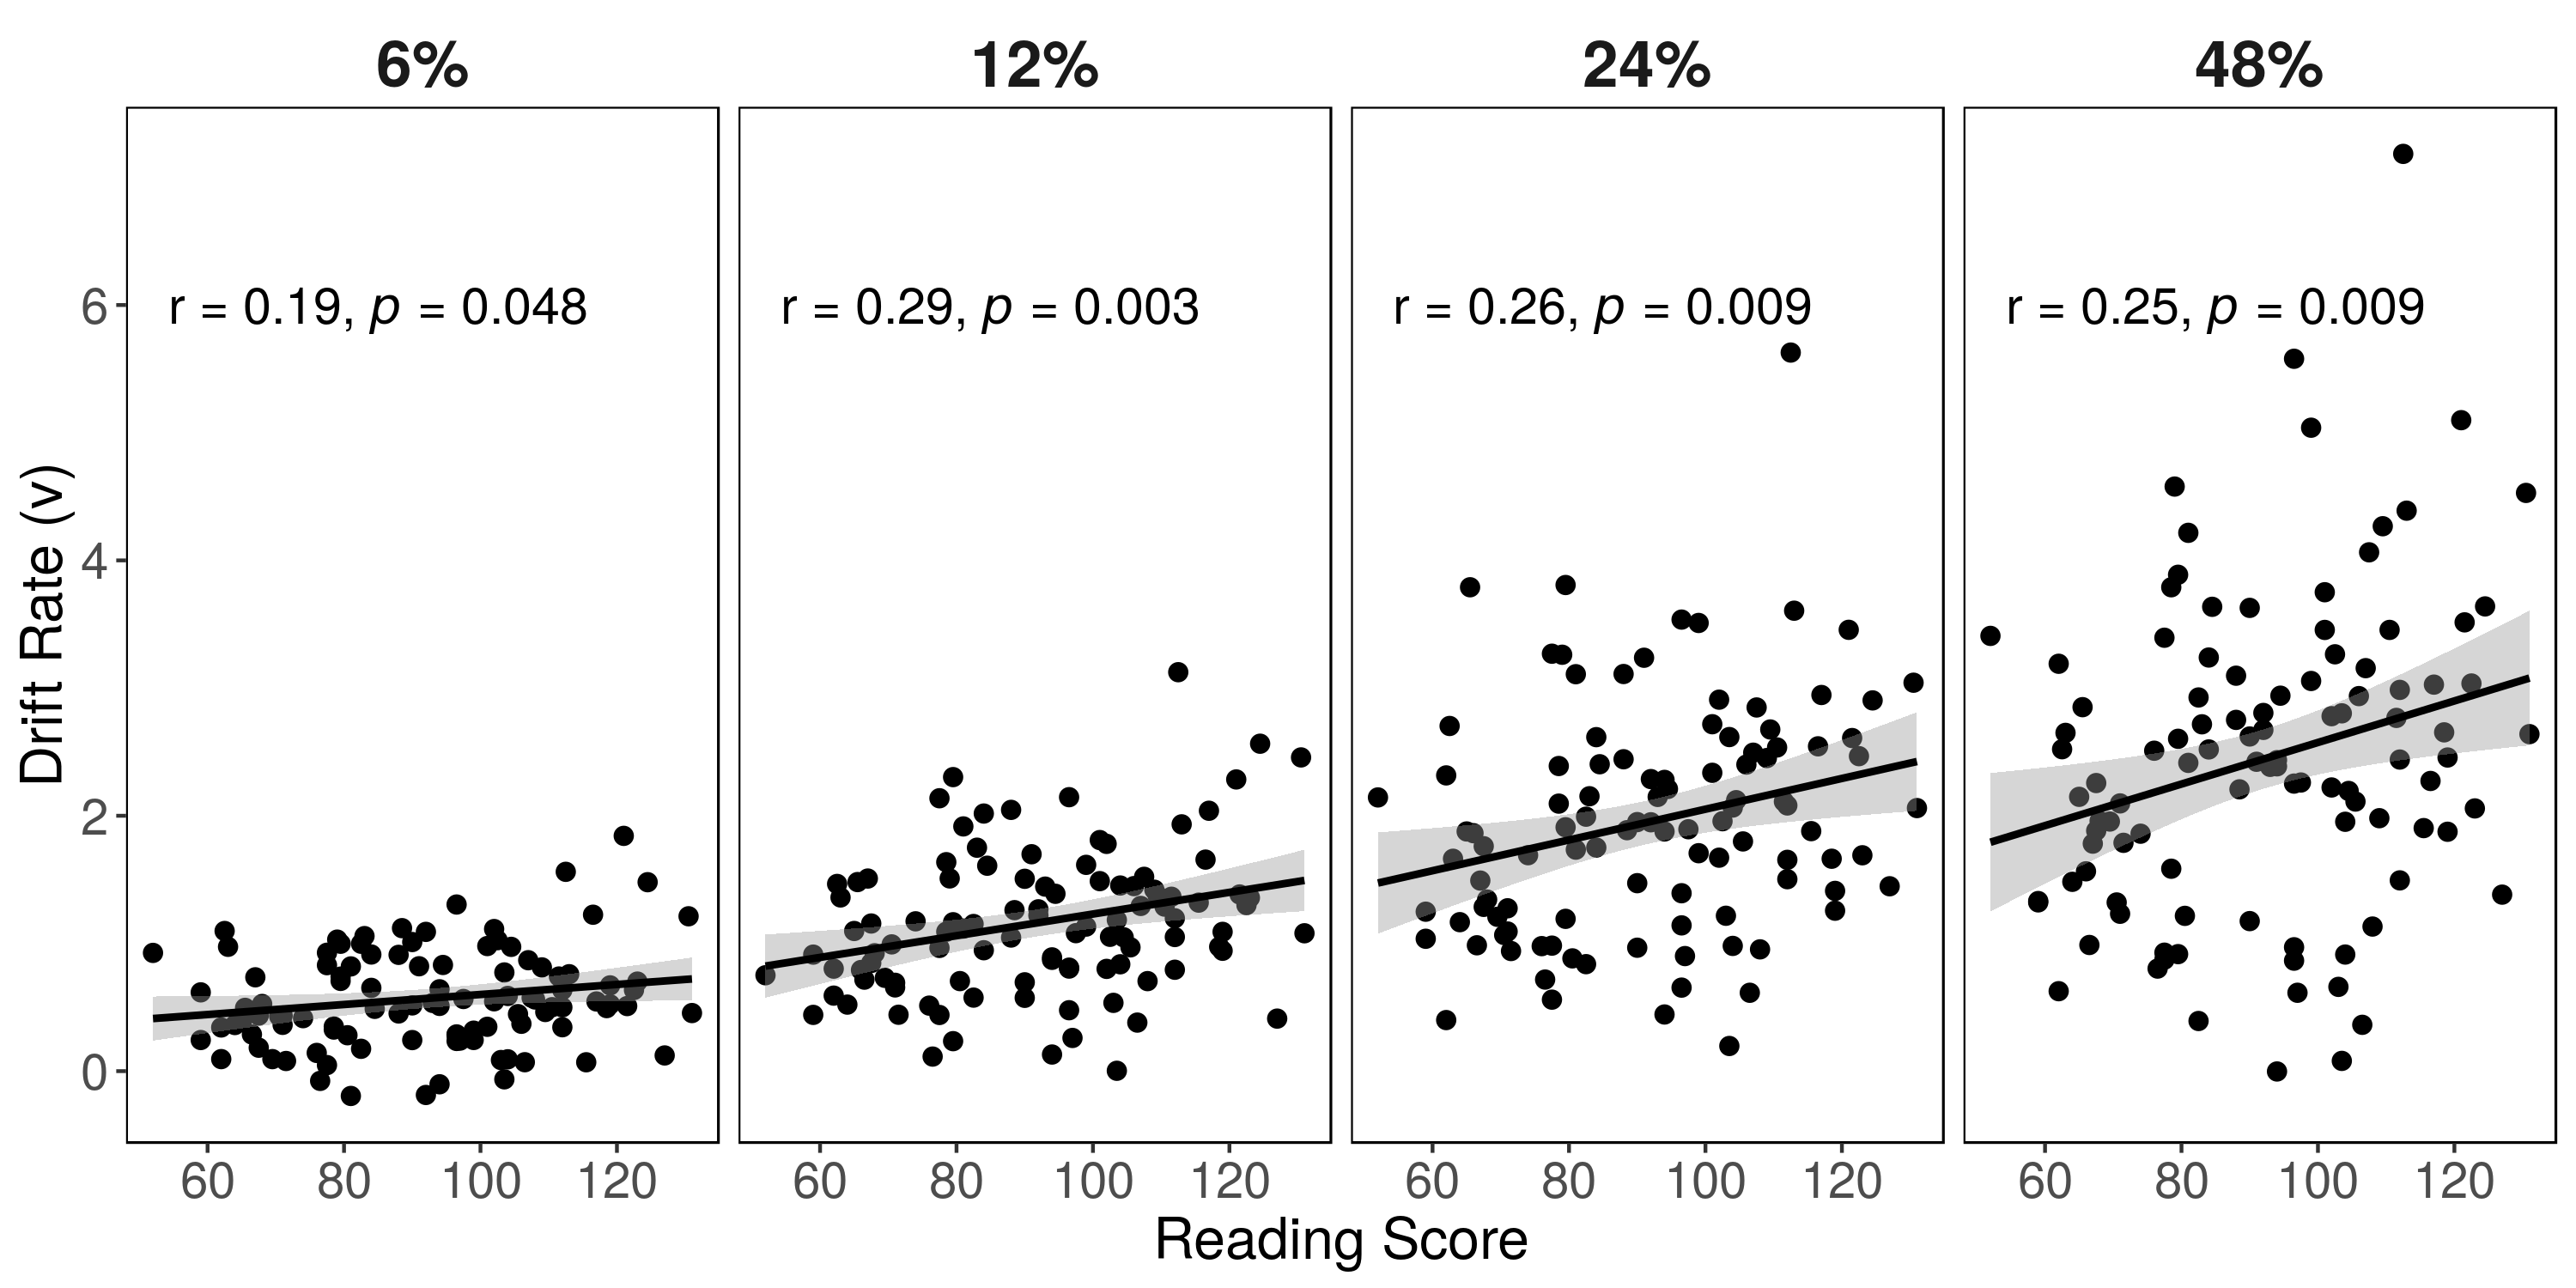 6% 12% 24% 48%
r = 0.19, p = 0.048 r = 0.29, p = 0.003 r = 0.26, p = 0.009 r = 0.25, p = 0.009
Drift Rate (v)
6
4
2
0
60 80 100 120 60 80 100 120 60 80 100 120 60 80 100 120
Reading Score